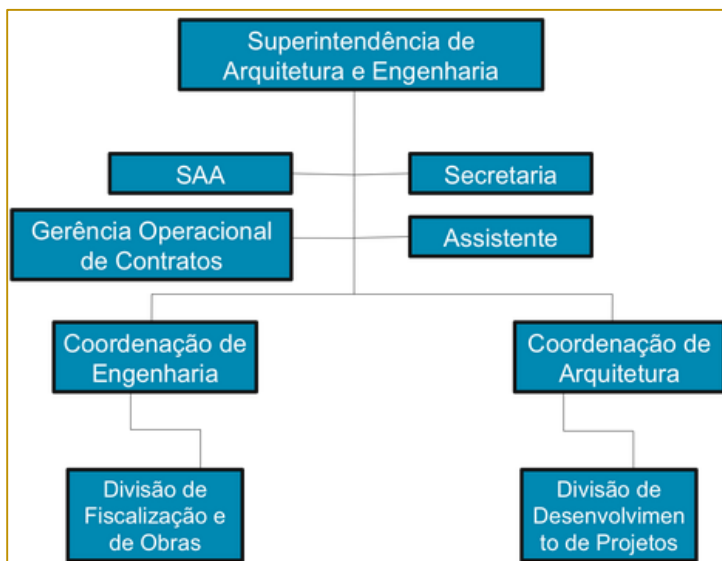 Superintendência de
Arquitetura e Engenharia
SAA
Secretaria
Gerência Operacional
de Contratos
Assistente
Coordenação de
Engenharia
Coordenação de
Arquitetura
Divisão de
Fiscalização e
de Obras
Divisão de
Desenvolvimen
to de Projetos